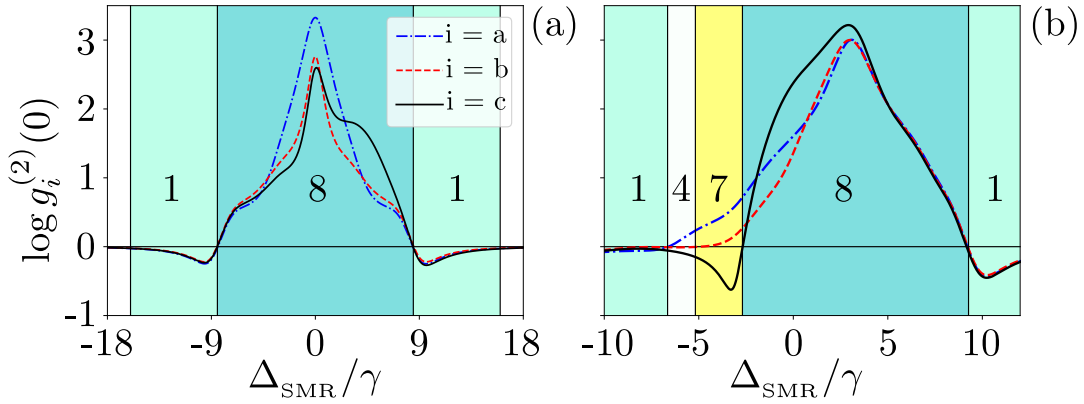 (a)
(b)
log g_i^{(2)}(0)
3
2
1
0
-1
i = a
i = b
i = c
1
8
1
1
4
7
8
1
-18
-9
0
9
18
-10
-5
0
5
10
Δ_SMR/γ
Δ_SMR/γ